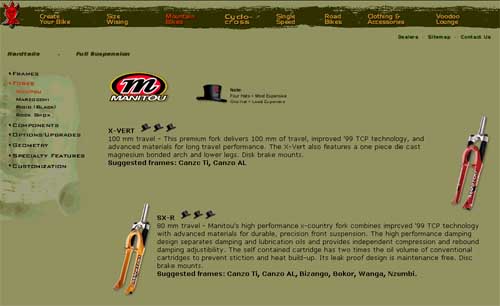 Create Your Bike
Size Wising
Mountain Bikes
Cyclo-cross
Single Speed
Road Bikes
Clothing & Accessories
Voodoo Lounge
Dealers Sitemap Contact Us
Hardtails Full Suspension
Frames
Forks
Manitou
Marzocchi
Rigid (Black)
Rock Shox
Components
Options/Upgrades
Geometry
Specialty Features
Customization
m
MANITOU
Note:
Four Hats = Most Expensive
One Hat = Least Expensive
X-VERT
100 mm travel - This premium fork delivers 100 mm of travel, improved '99 TCP technology, and
advanced materials for long travel performance. The X-Vert also features a one piece die cast
magnesium bonded arch and lower legs. Disc brake mounts.
Suggested frames: Canzo Ti, Canzo AL
SX-R
80 mm travel - Manitou's high performance x-country fork combines improved '99 TCP technology
with advanced materials for durable, precision front suspension. The high performance damping
design separates damping and lubrication oils and provides independent compression and rebound
damping adjustibility. The self contained cartridge has two times the oil volume of conventional
cartridges to prevent stiction and heat build-up. Its leak proof design is maintenance free. Disc
brake mounts.
Suggested frames: Canzo Ti, Canzo AL, Bizango, Bokor, Wanga, Nzumbi.